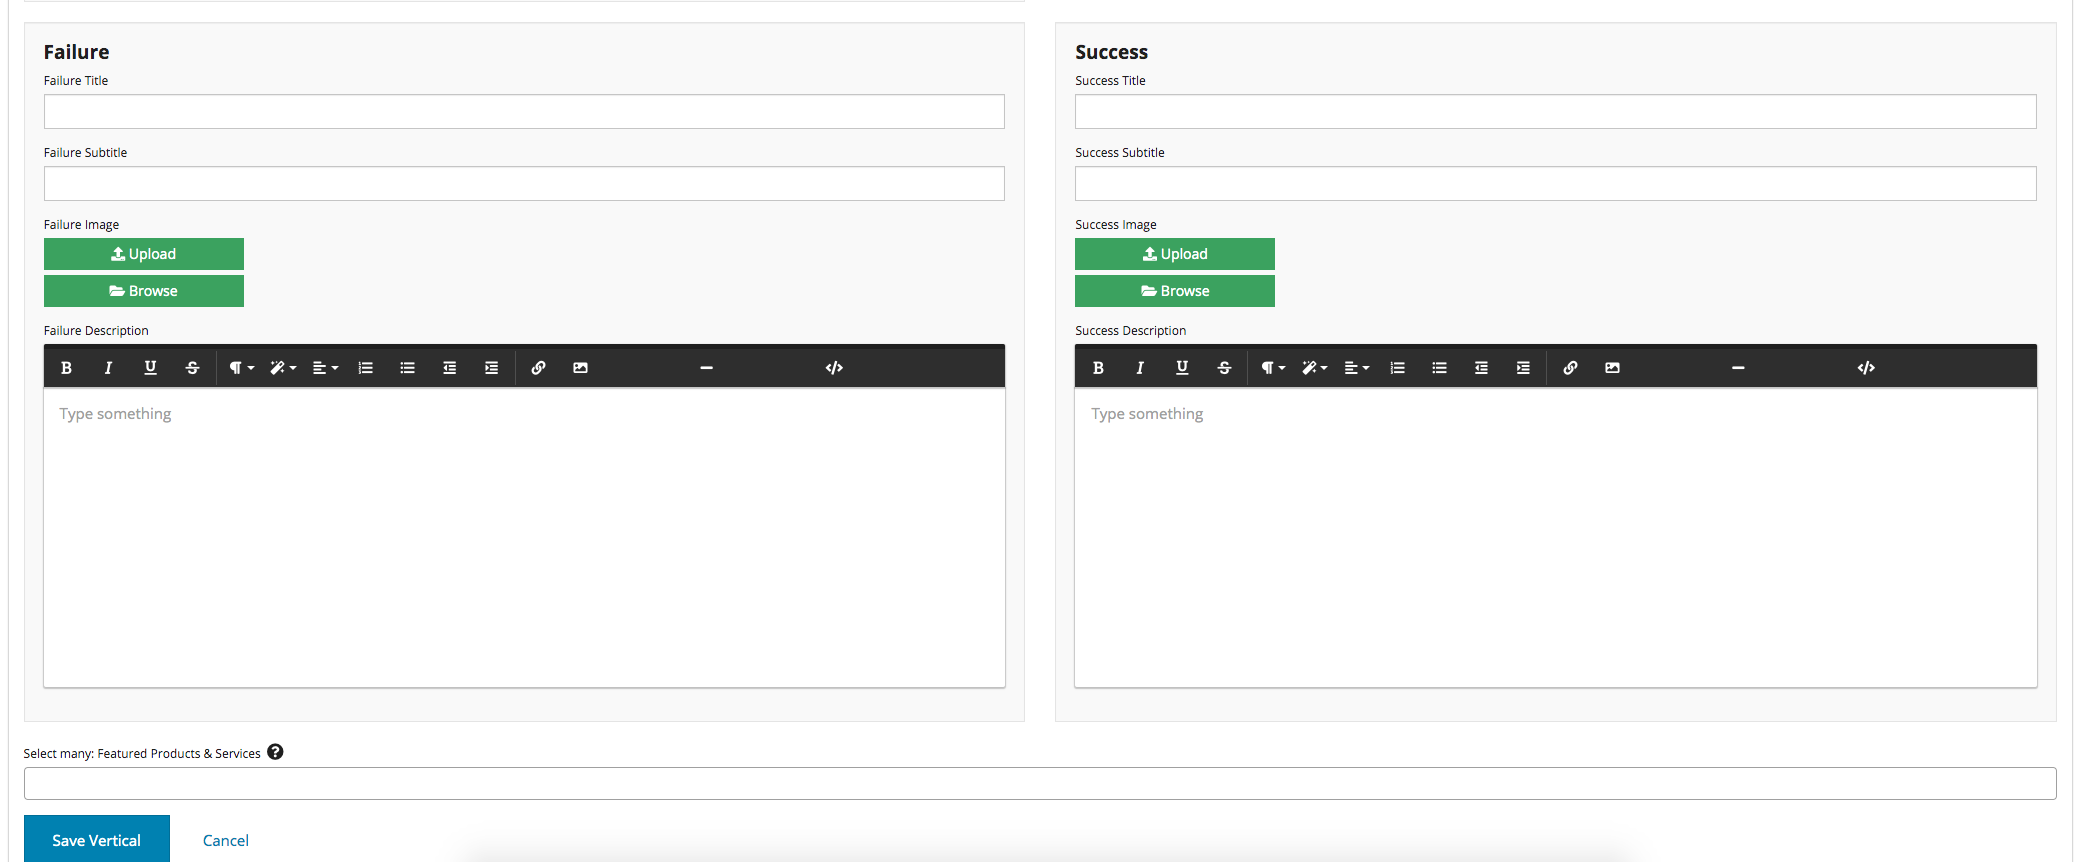 Failure
Failure Title
Failure Subtitle
Failure Image
Upload
Browse
Failure Description
B I U S
Type something
Success
Success Title
Success Subtitle
Success Image
Upload
Browse
Success Description
B I U S
Type something
Select many: Featured Products & Services ?
Save Vertical
Cancel